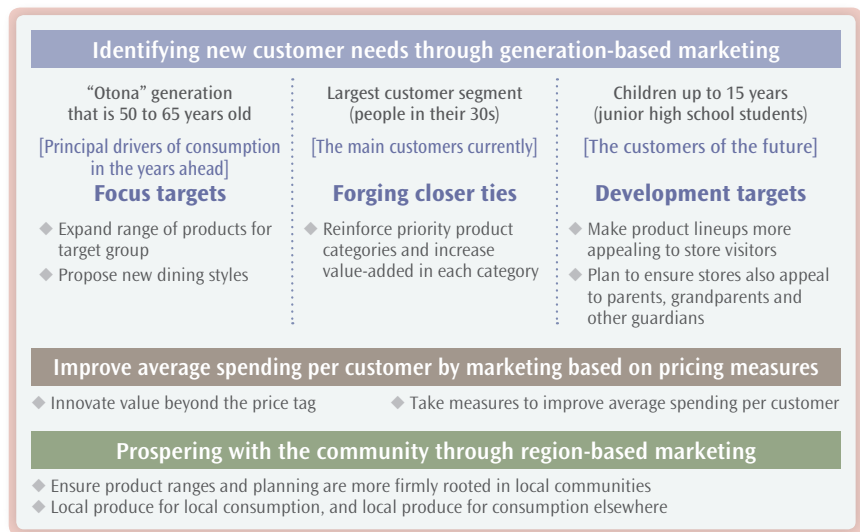 Identifying new customer needs through generation-based marketing
“Otona” generation
that is 50 to 65 years old
[Principal drivers of consumption
in the years ahead]
Focus targets
◆ Expand range of products for
target group
◆ Propose new dining styles
Largest customer segment
(people in their 30s)
[The main customers currently]
Forging closer ties
◆ Reinforce priority product
categories and increase
value-added in each category
Children up to 15 years
(junior high school students)
[The customers of the future]
Development targets
◆ Make product lineups more
appealing to store visitors
◆ Plan to ensure stores also appeal
to parents, grandparents and
other guardians
Improve average spending per customer by marketing based on pricing measures
◆ Innovate value beyond the price tag
◆ Take measures to improve average spending per customer
Prospering with the community through region-based marketing
◆ Ensure product ranges and planning are more firmly rooted in local communities
◆ Local produce for local consumption, and local produce for consumption elsewhere